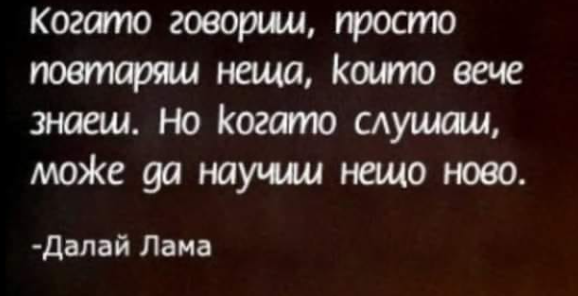 Когато говориш, просто
повтаряш неща, които вече
знаеш. Но когато слушаш,
може да научиш нещо ново.
-Далай Лама